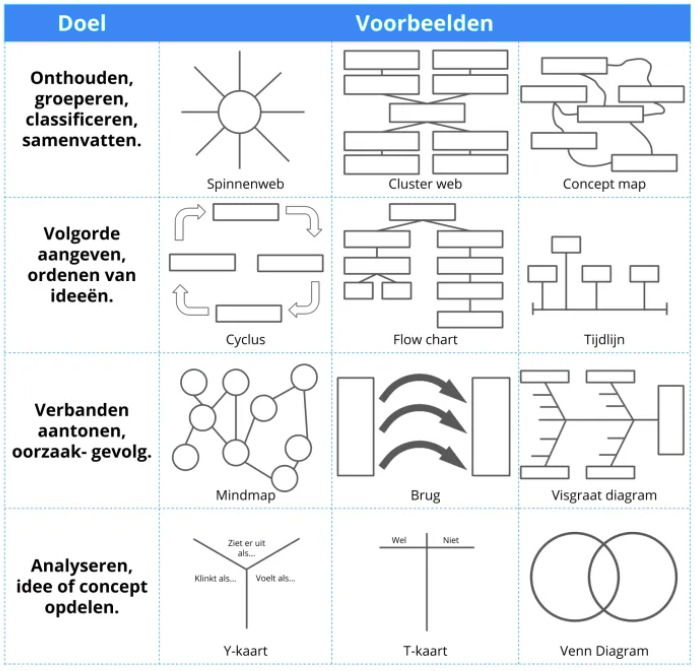 Doel
Voorbeelden
Onthouden,
groeperen,
classificeren,
samenvatten.
Spinnenweb
Cluster web
Concept map
Volgorde
aangeven,
ordenen van
ideeën.
Cyclus
Flow chart
Tijdlijn
Verbanden
aantonen,
oorzaak- gevolg.
Mindmap
Brug
Visgraat diagram
Analyseren,
idee of concept
opdelen.
Ziet er uit
als...
Klinkt als...
Voelt als...
Y-kaart
Wel
Niet
T-kaart
Venn Diagram